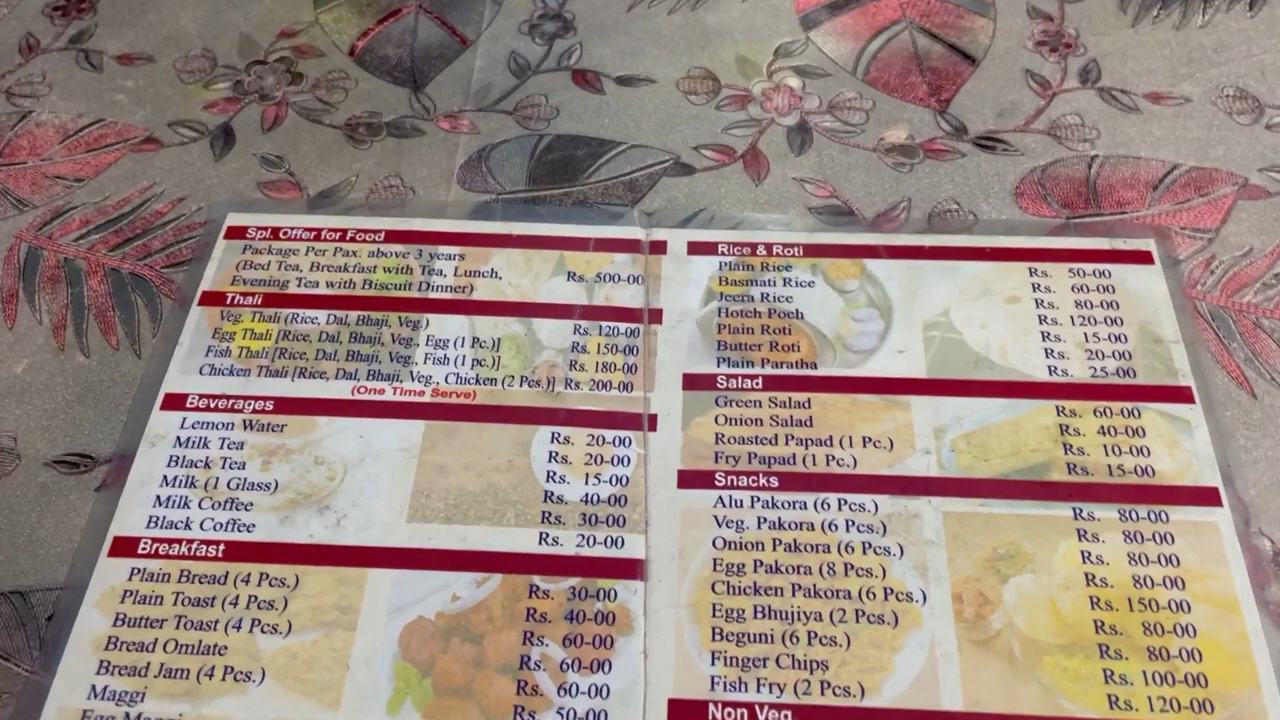 Spl. Offer for Food
Package Per Pax. above 3 years
(Bed Tea, Breakfast with Tea, Lunch,
Evening Tea with Biscuit Dinner) Rs. 500-00
Thali
Veg. Thali (Rice, Dal, Bhaji, Veg.) Rs. 120-00
Egg Thali [Rice, Dal, Bhaji, Veg., Egg (1 Pc.)] Rs. 150-00
Fish Thali [Rice, Dal, Bhaji, Veg., Fish (1 pc.)] Rs. 180-00
Chicken Thali [Rice, Dal, Bhaji, Veg., Chicken (2 Pcs.)] Rs. 200-00
(One Time Serve)
Beverages
Lemon Water Rs. 20-00
Milk Tea Rs. 20-00
Black Tea Rs. 15-00
Milk (1 Glass) Rs. 40-00
Milk Coffee Rs. 30-00
Black Coffee Rs. 20-00
Breakfast
Plain Bread (4 Pcs.) Rs. 30-00
Plain Toast (4 Pcs.) Rs. 40-00
Butter Toast (4 Pcs.) Rs. 60-00
Bread Omlate Rs. 60-00
Bread Jam (4 Pcs.) Rs. 60-00
Maggi Rs. 50-00
Egg Maggi
Rice & Roti
Plain Rice Rs. 50-00
Basmati Rice Rs. 60-00
Jeera Rice Rs. 80-00
Hotch Poch Rs. 120-00
Plain Roti Rs. 15-00
Butter Roti Rs. 20-00
Plain Paratha Rs. 25-00
Salad
Green Salad Rs. 60-00
Onion Salad Rs. 40-00
Roasted Papad (1 Pc.) Rs. 10-00
Fry Papad (1 Pc.) Rs. 15-00
Snacks
Alu Pakora (6 Pcs.) Rs. 80-00
Veg. Pakora (6 Pcs.) Rs. 80-00
Onion Pakora (6 Pcs.) Rs. 80-00
Egg Pakora (8 Pcs.) Rs. 80-00
Chicken Pakora (6 Pcs.) Rs. 150-00
Egg Bhujiya (2 Pcs.) Rs. 80-00
Beguni (6 Pcs.) Rs. 80-00
Finger Chips Rs. 100-00
Fish Fry (2 Pcs.) Rs. 120-00
Non Veg.